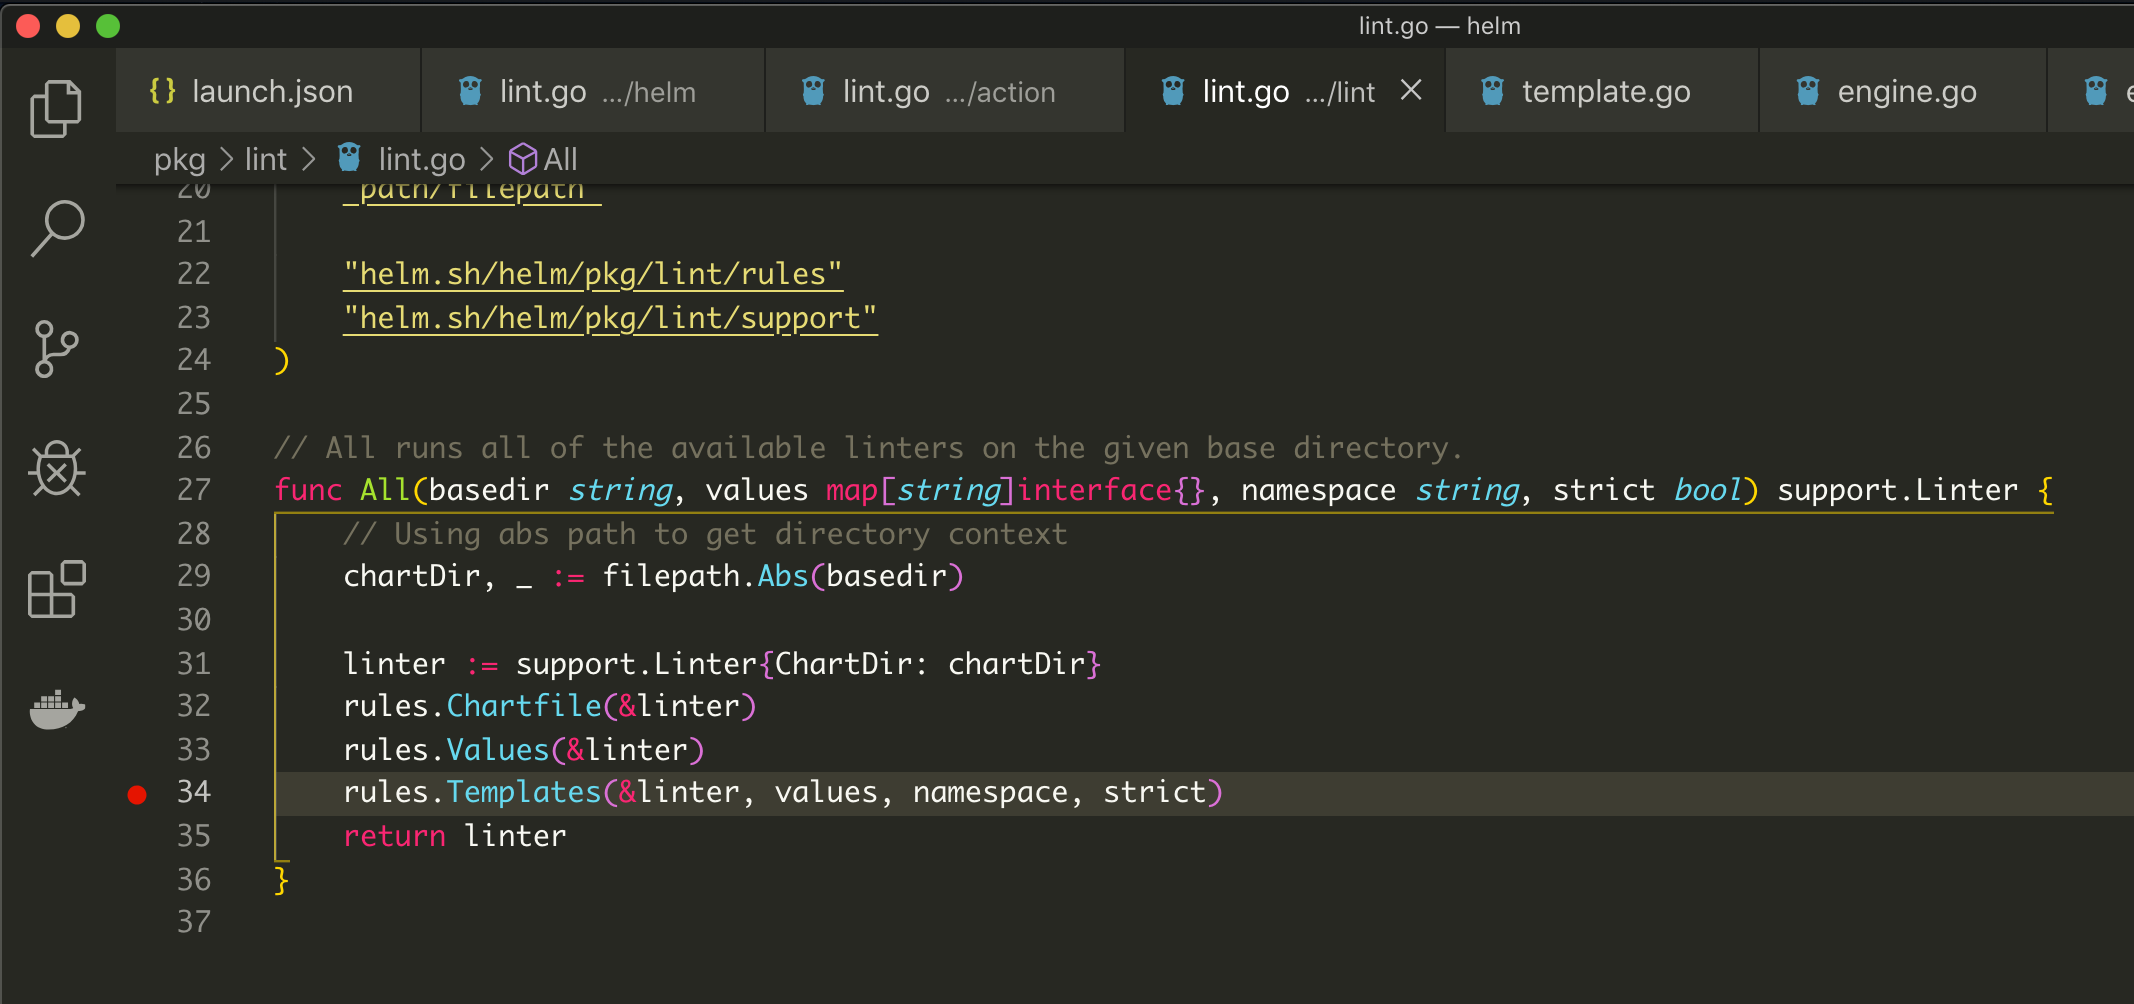 lint.go — helm
{} launch.json
lint.go .../helm
lint.go .../action
lint.go .../lint
template.go
engine.go
pkg > lint > lint.go > All
20 "path/filepath"
21
22 "helm.sh/helm/pkg/lint/rules"
23 "helm.sh/helm/pkg/lint/support"
24 )
25
26 // All runs all of the available linters on the given base directory.
27 func All(basedir string, values map[string]interface{}, namespace string, strict bool) support.Linter {
28 // Using abs path to get directory context
29 chartDir, _ := filepath.Abs(basedir)
30
31 linter := support.Linter{ChartDir: chartDir}
32 rules.Chartfile(&linter)
33 rules.Values(&linter)
34 rules.Templates(&linter, values, namespace, strict)
35 return linter
36 }
37